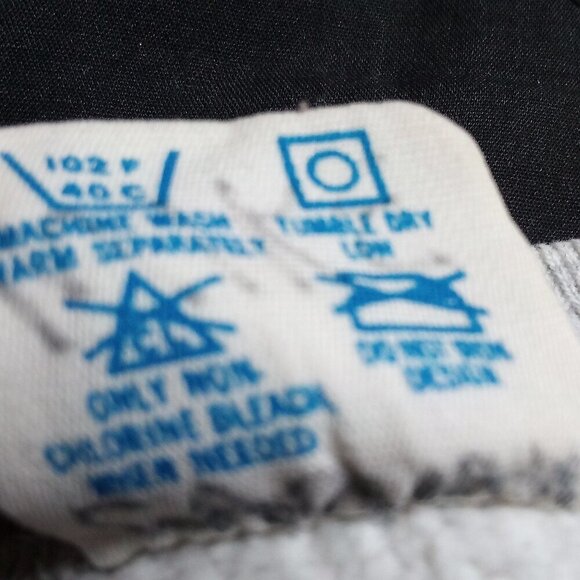 102 F
40 C
MACHINE WASH
WARM SEPARATELY
TUMBLE DRY
LOW
CL
ONLY NON-
CHLORINE BLEACH
WHEN NEEDED
DO NOT IRON
DESIGN